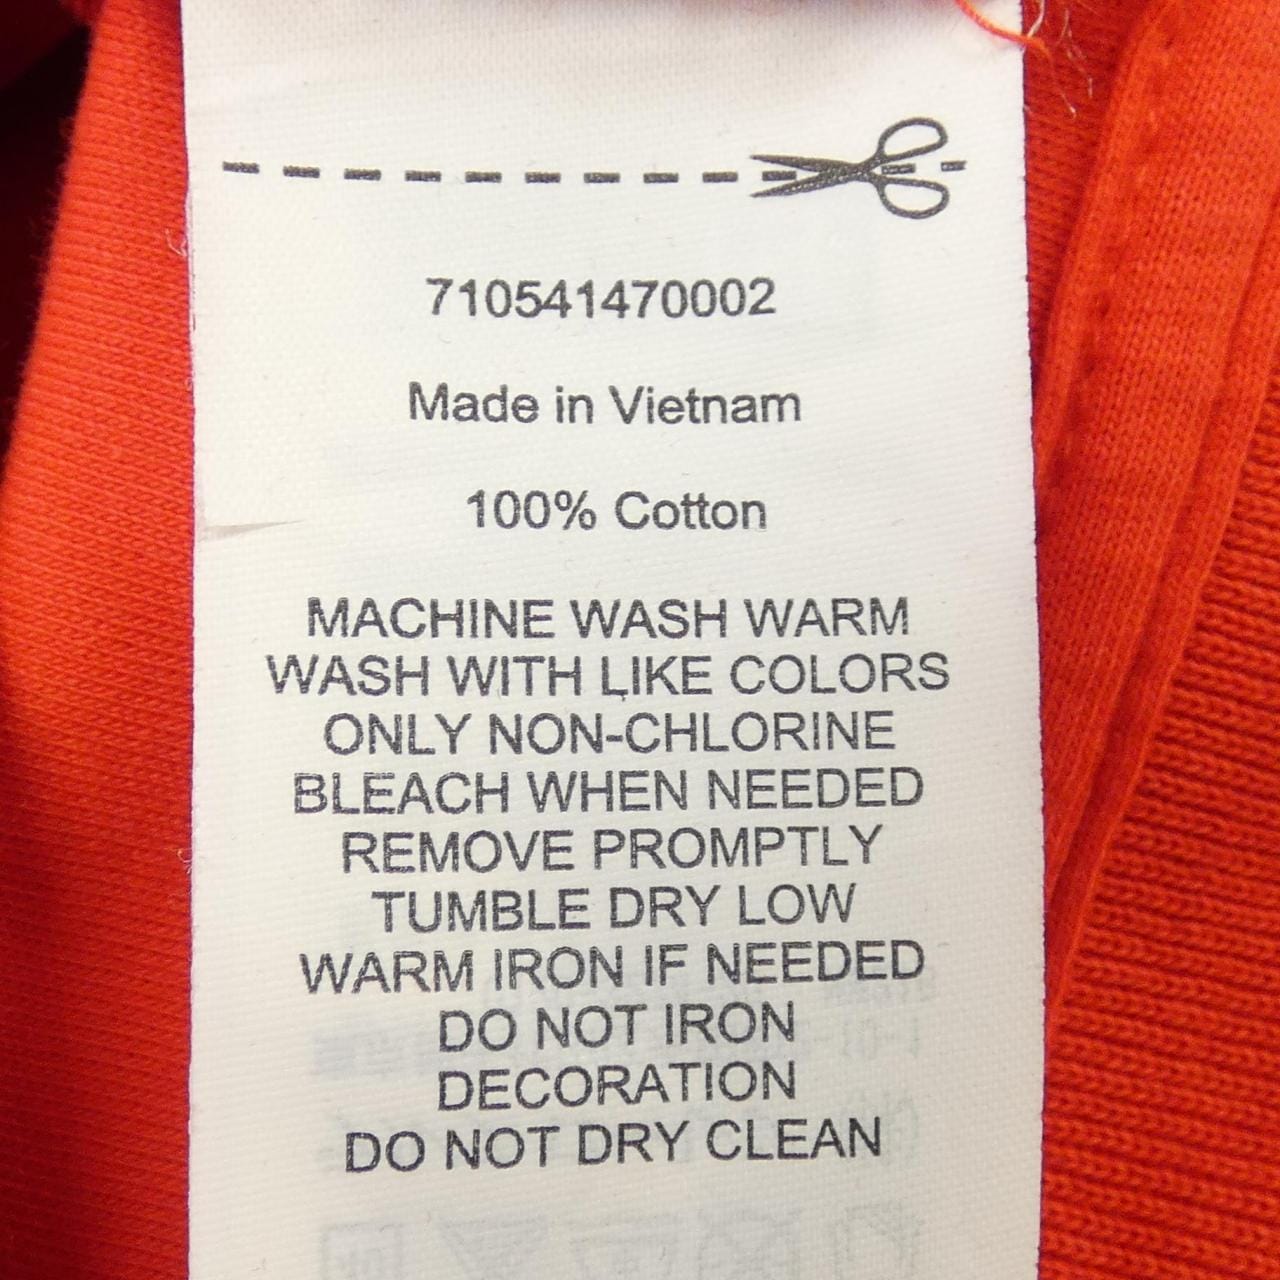 710541470002
Made in Vietnam
100% Cotton
MACHINE WASH WARM
WASH WITH LIKE COLORS
ONLY NON-CHLORINE
BLEACH WHEN NEEDED
REMOVE PROMPTLY
TUMBLE DRY LOW
WARM IRON IF NEEDED
DO NOT IRON
DECORATION
DO NOT DRY CLEAN